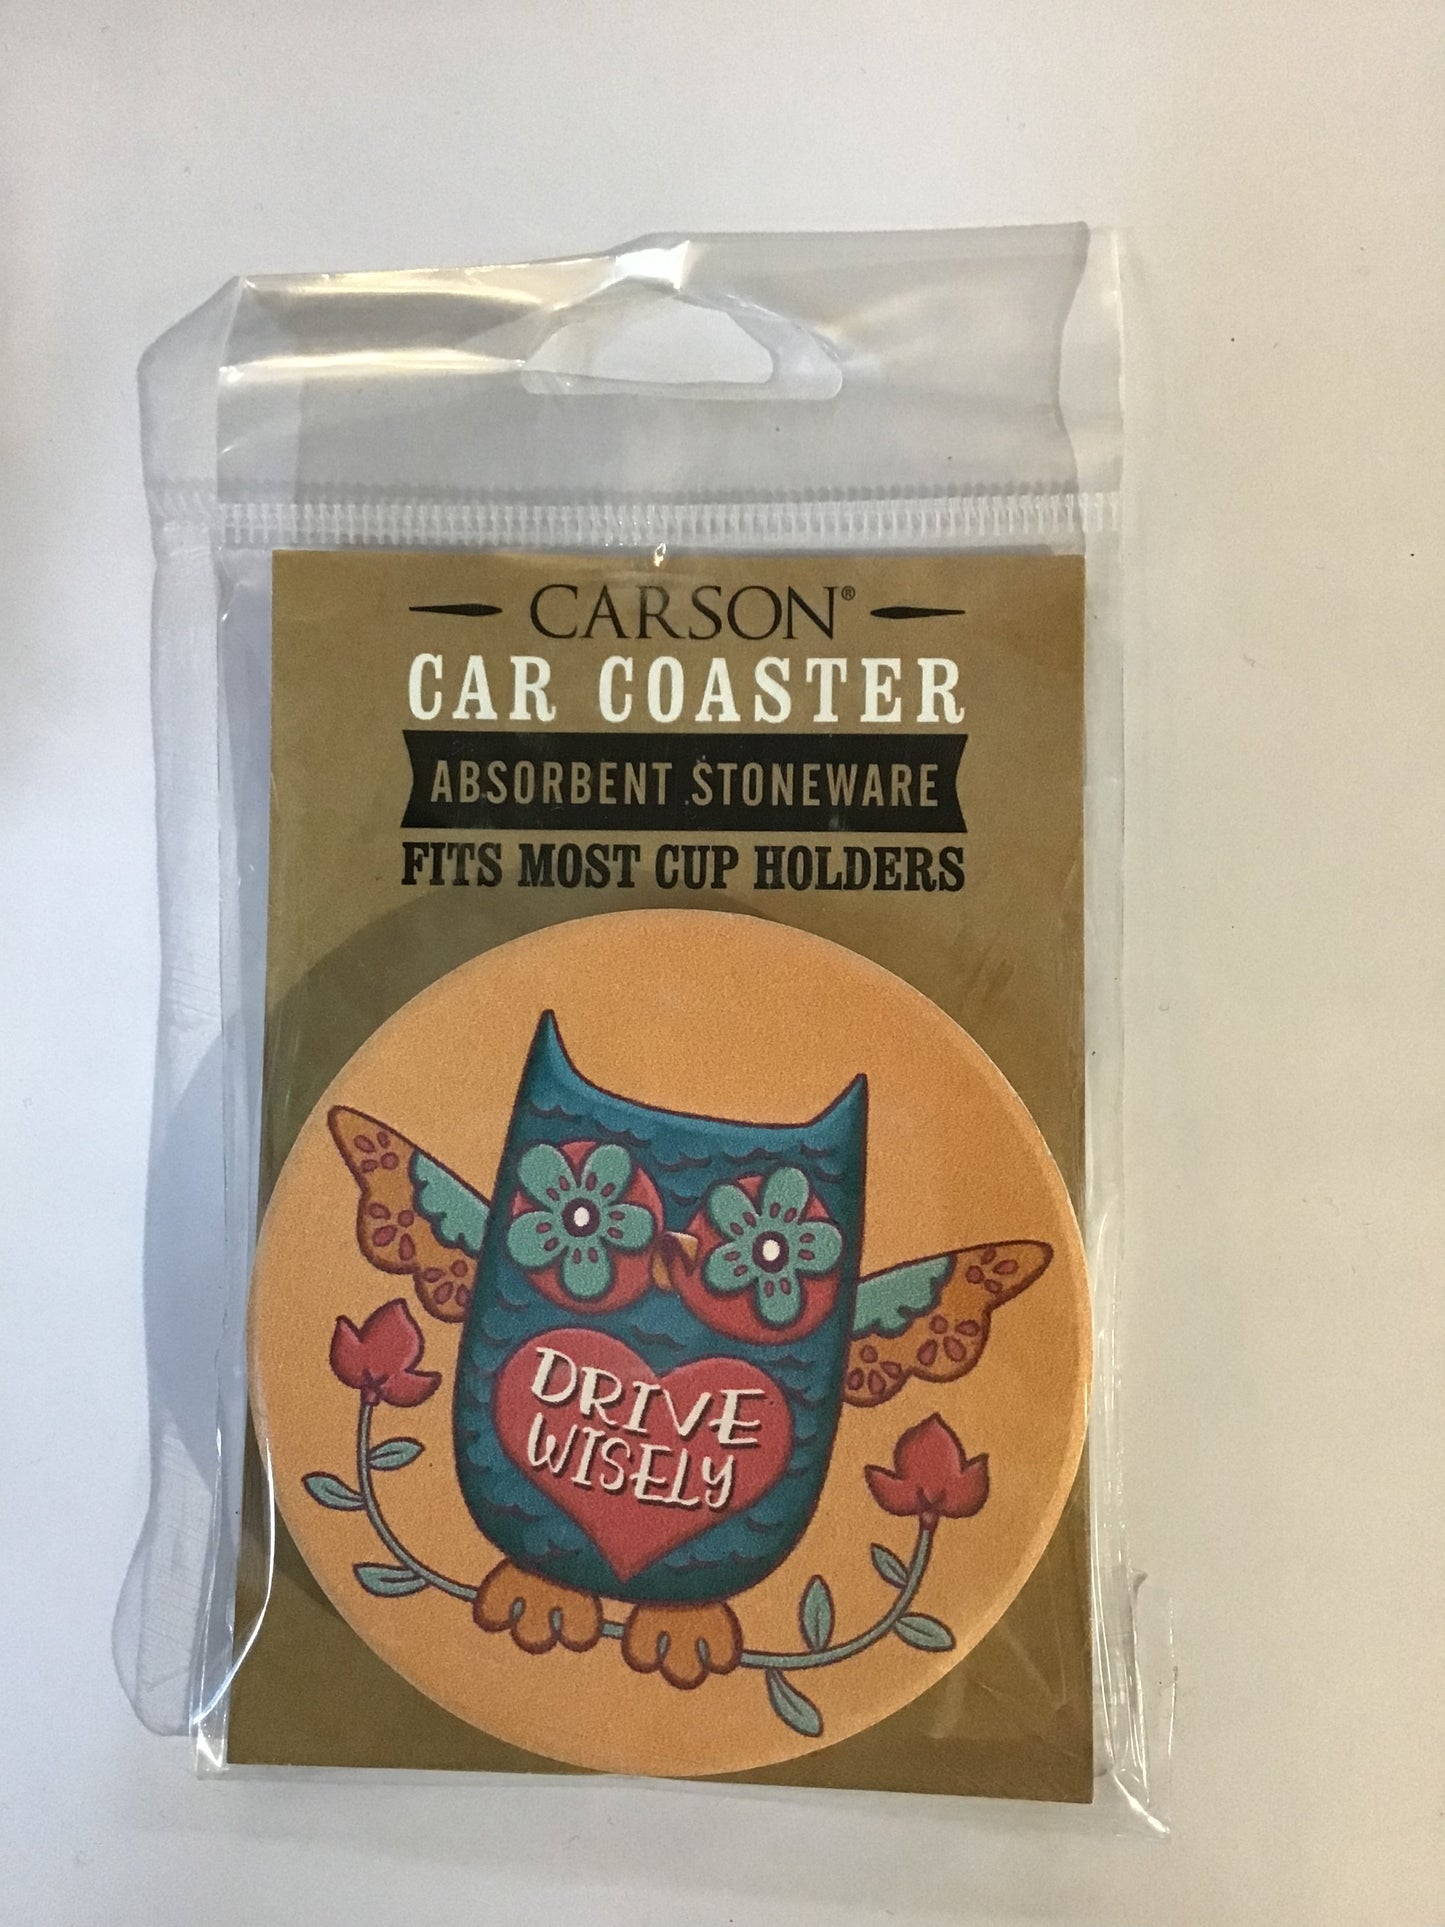 CARSON®
CAR COASTER
ABSORBENT STONEWARE
FITS MOST CUP HOLDERS
DRIVE
WISELY